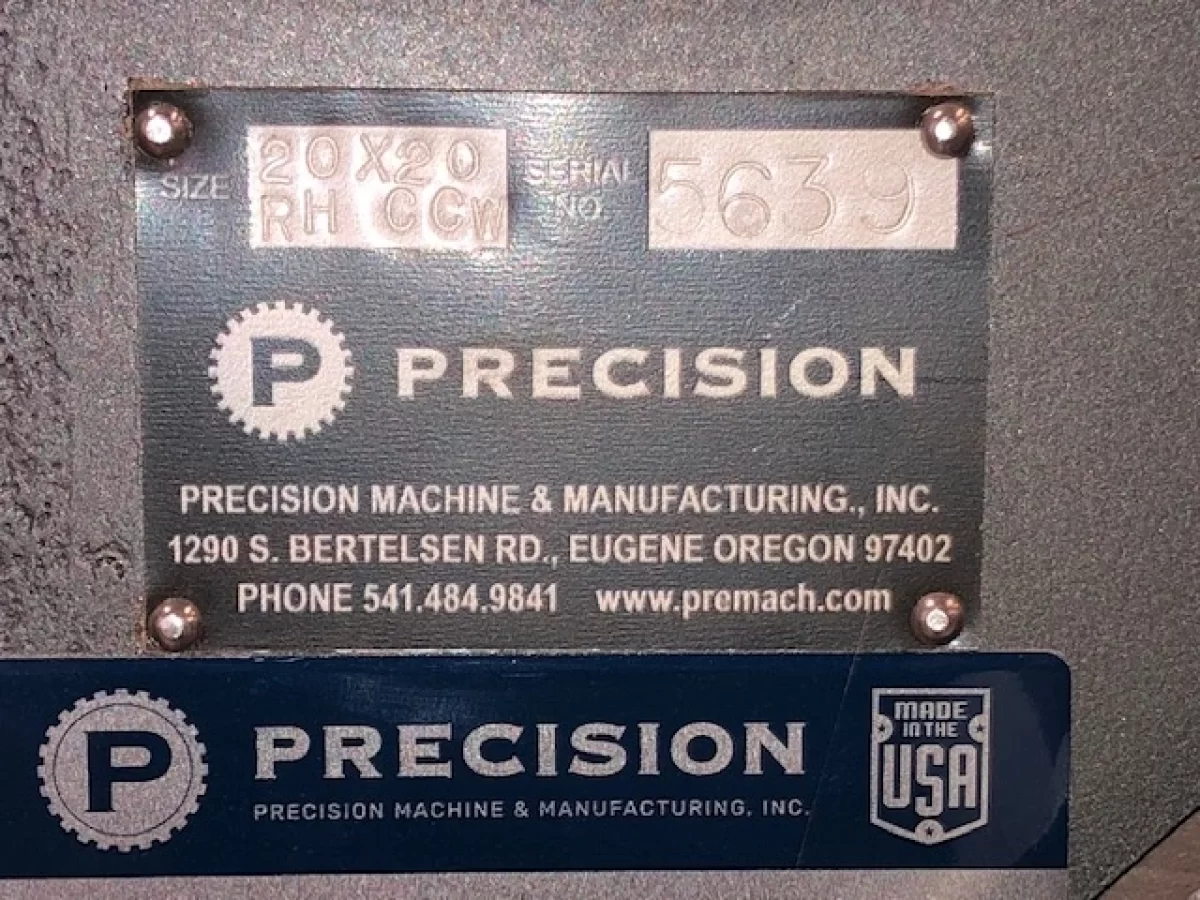 SIZE 20X20 RH CCW SERIAL NO. 5639
P PRECISION
PRECISION MACHINE & MANUFACTURING., INC.
1290 S. BERTELSEN RD., EUGENE OREGON 97402
PHONE 541.484.9841 www.premach.com
P PRECISION
PRECISION MACHINE & MANUFACTURING, INC.
MADE
IN THE
USA